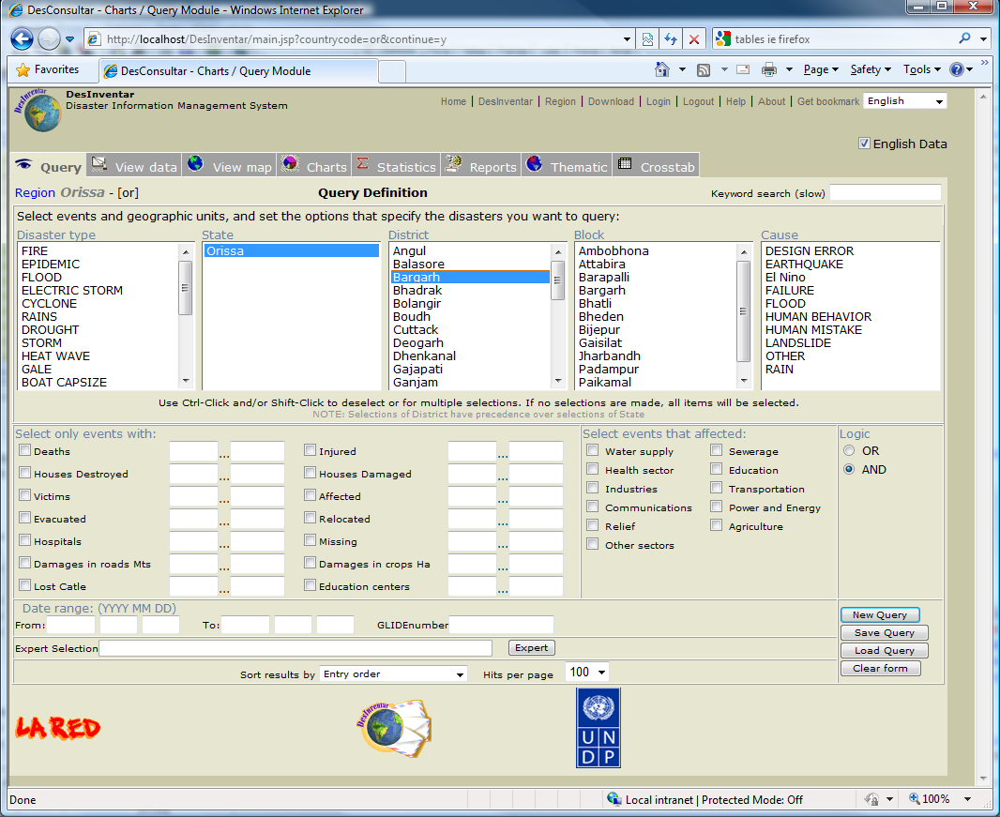 DesConsultar - Charts / Query Module - Windows Internet Explorer
http://localhost/DesInventar/main.jsp?countrycode=or&continue=y
tables ie firefox
Favorites
DesConsultar - Charts / Query Module
Page Safety Tools
DesInventar
DesInventar
Disaster Information Management System
Home | DesInventar | Region | Download | Login | Logout | Help | About | Get bookmark English
English Data
Query View data View map Charts Statistics Reports Thematic Crosstab
Region Orissa - [or] Query Definition Keyword search (slow)
Select events and geographic units, and set the options that specify the disasters you want to query:
Disaster type State District Block Cause
FIRE Orissa Angul Ambobhona DESIGN ERROR
EPIDEMIC Balasore Attabira EARTHQUAKE
FLOOD Bargarh Barapalli El Nino
ELECTRIC STORM Bhadrak Bargarh FAILURE
CYCLONE Bolangir Bhatli FLOOD
RAINS Boudh Bheden HUMAN BEHAVIOR
DROUGHT Cuttack Bijepur HUMAN MISTAKE
STORM Deogarh Gaisilat LANDSLIDE
HEAT WAVE Dhenkanal Jharbandh OTHER
GALE Gajapati Padampur RAIN
BOAT CAPSIZE Ganjam Paikamal
Use Ctrl-Click and/or Shift-Click to deselect or for multiple selections. If no selections are made, all items will be selected.
NOTE: Selections of District have precedence over selections of State
Select only events with: Select events that affected: Logic
Deaths ... Injured ... Water supply Sewerage OR
Houses Destroyed ... Houses Damaged ... Health sector Education AND
Victims ... Affected ... Industries Transportation
Evacuated ... Relocated ... Communications Power and Energy
Hospitals ... Missing ... Relief Agriculture
Damages in roads Mts ... Damages in crops Ha ... Other sectors
Lost Catle ... Education centers ...
Date range: (YYYY MM DD)
From: To: GLIDEnumber
New Query
Save Query
Expert Selection Expert
Load Query
Clear form
Sort results by Entry order Hits per page 100
LA RED
DesInventar
U N
D P
Done Local intranet | Protected Mode: Off 100%